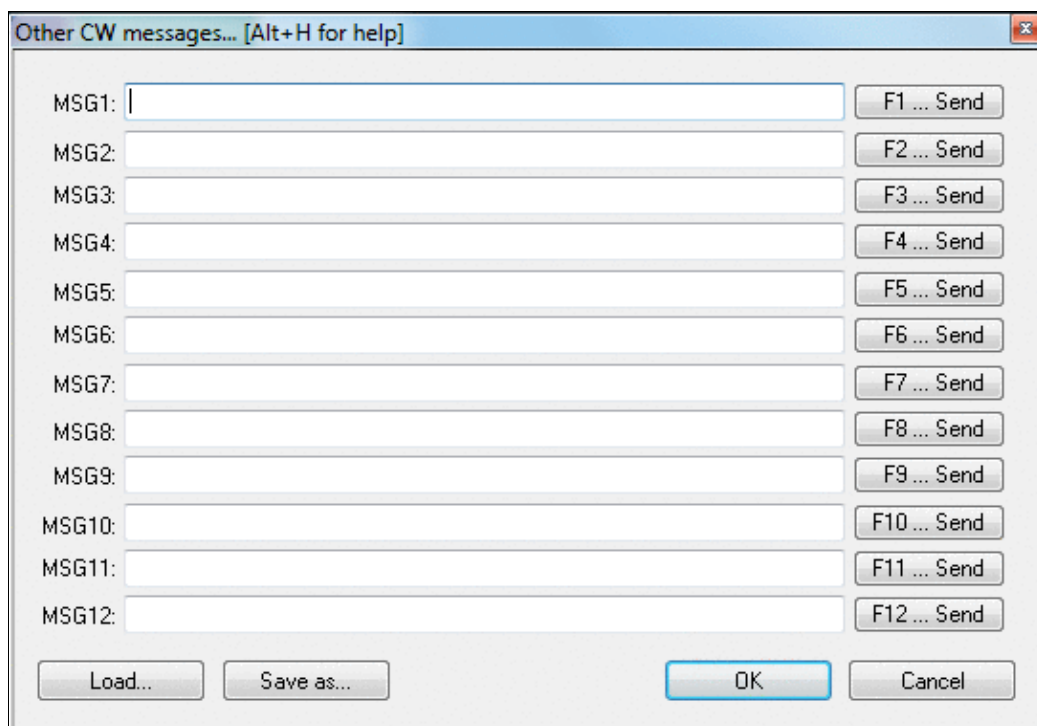 Other CW messages... [Alt+H for help]
MSG1: F1 ... Send
MSG2: F2 ... Send
MSG3: F3 ... Send
MSG4: F4 ... Send
MSG5: F5 ... Send
MSG6: F6 ... Send
MSG7: F7 ... Send
MSG8: F8 ... Send
MSG9: F9 ... Send
MSG10: F10 ... Send
MSG11: F11 ... Send
MSG12: F12 ... Send
Load... Save as... OK Cancel